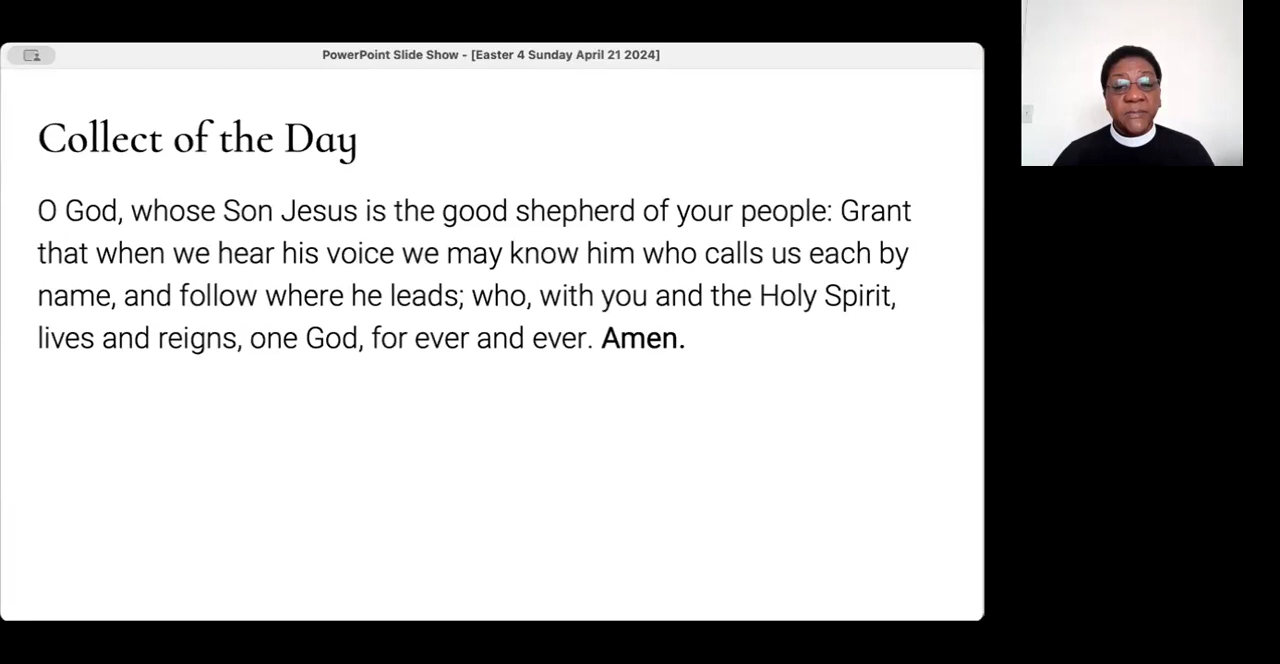 PowerPoint Slide Show - [Easter 4 Sunday April 21 2024]
Collect of the Day
O God, whose Son Jesus is the good shepherd of your people: Grant
that when we hear his voice we may know him who calls us each by
name, and follow where he leads; who, with you and the Holy Spirit,
lives and reigns, one God, for ever and ever. Amen.